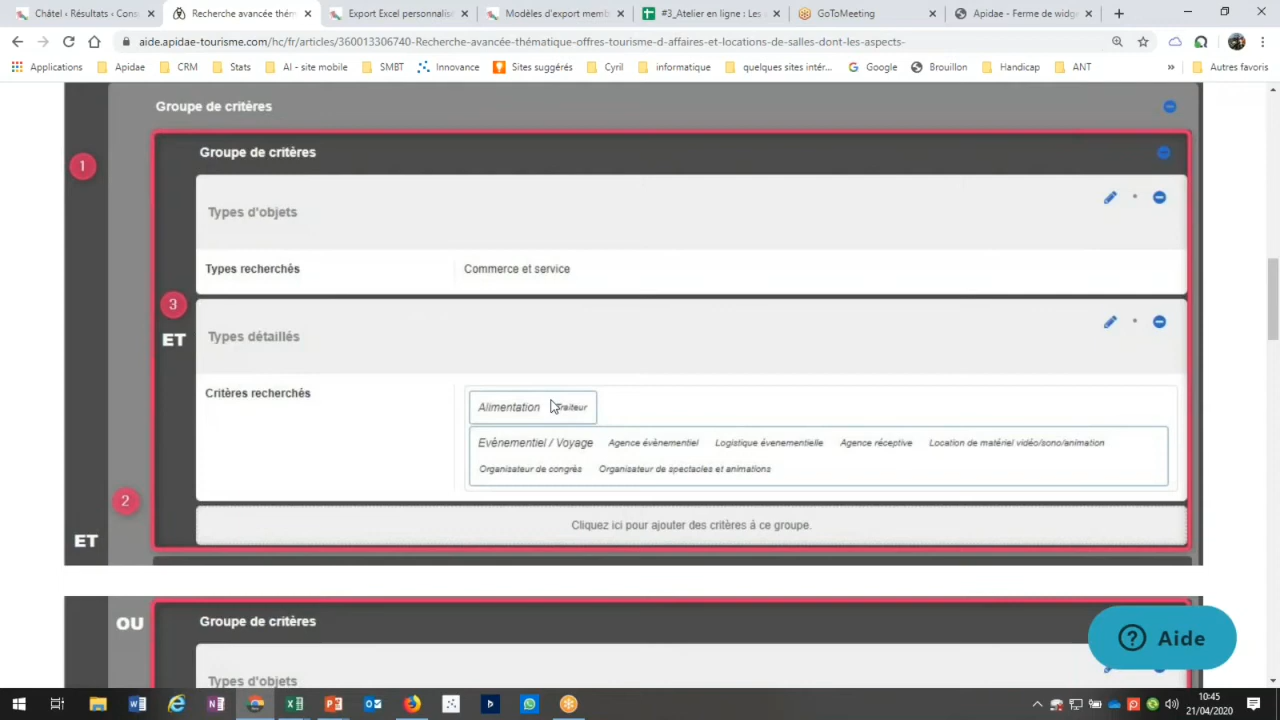 Châtel ‹ Résultats ‹ Cons
Recherche avancée thém
Export Excel personnalise
Modèles d'export memb
#3_Atelier en ligne : Les
GoToMeeting
Apidae - Ferme de widge
aide.apidae-tourisme.com/hc/fr/articles/360013306740-Recherche-avancée-thématique-offres-tourisme-d-affaires-et-locations-de-salles-dont-les-aspects-
Applications
Apidae
CRM
Stats
AI - site mobile
SMBT
Innovance
Sites suggérés
Cyril
informatique
quelques sites intér...
Google
Brouillon
Handicap
ANT
»
Autres favoris
Groupe de critères
Groupe de critères
1
Types d'objets
Types recherchés
Commerce et service
3
ET
Types détaillés
Critères recherchés
Alimentation
Traiteur
Evènementiel / Voyage Agence évènementiel Logistique évenementielle Agence réceptive Location de matériel vidéo/sono/animation
Organisateur de congrès Organisateur de spectacles et animations
2
Cliquez ici pour ajouter des critères à ce groupe.
ET
OU
Groupe de critères
Types d'objets
? Aide
10:45
21/04/2020